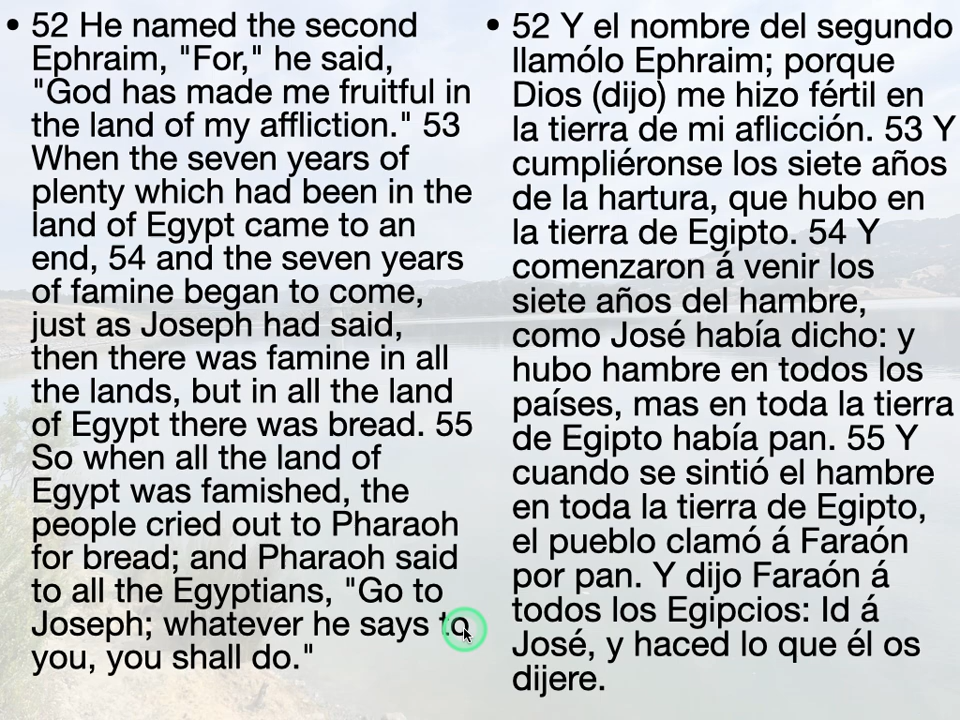 • 52 He named the second
Ephraim, "For," he said,
"God has made me fruitful in
the land of my affliction." 53
When the seven years of
plenty which had been in the
land of Egypt came to an
end, 54 and the seven years
of famine began to come,
just as Joseph had said,
then there was famine in all
the lands, but in all the land
of Egypt there was bread. 55
So when all the land of
Egypt was famished, the
people cried out to Pharaoh
for bread; and Pharaoh said
to all the Egyptians, "Go to
Joseph; whatever he says to
you, you shall do."
• 52 Y el nombre del segundo
llamólo Ephraim; porque
Dios (dijo) me hizo fértil en
la tierra de mi aflicción. 53 Y
cumpliéronse los siete años
de la hartura, que hubo en
la tierra de Egipto. 54 Y
comenzaron á venir los
siete años del hambre,
como José había dicho: y
hubo hambre en todos los
países, mas en toda la tierra
de Egipto había pan. 55 Y
cuando se sintió el hambre
en toda la tierra de Egipto,
el pueblo clamó á Faraón
por pan. Y dijo Faraón á
todos los Egipcios: Id á
José, y haced lo que él os
dijere.